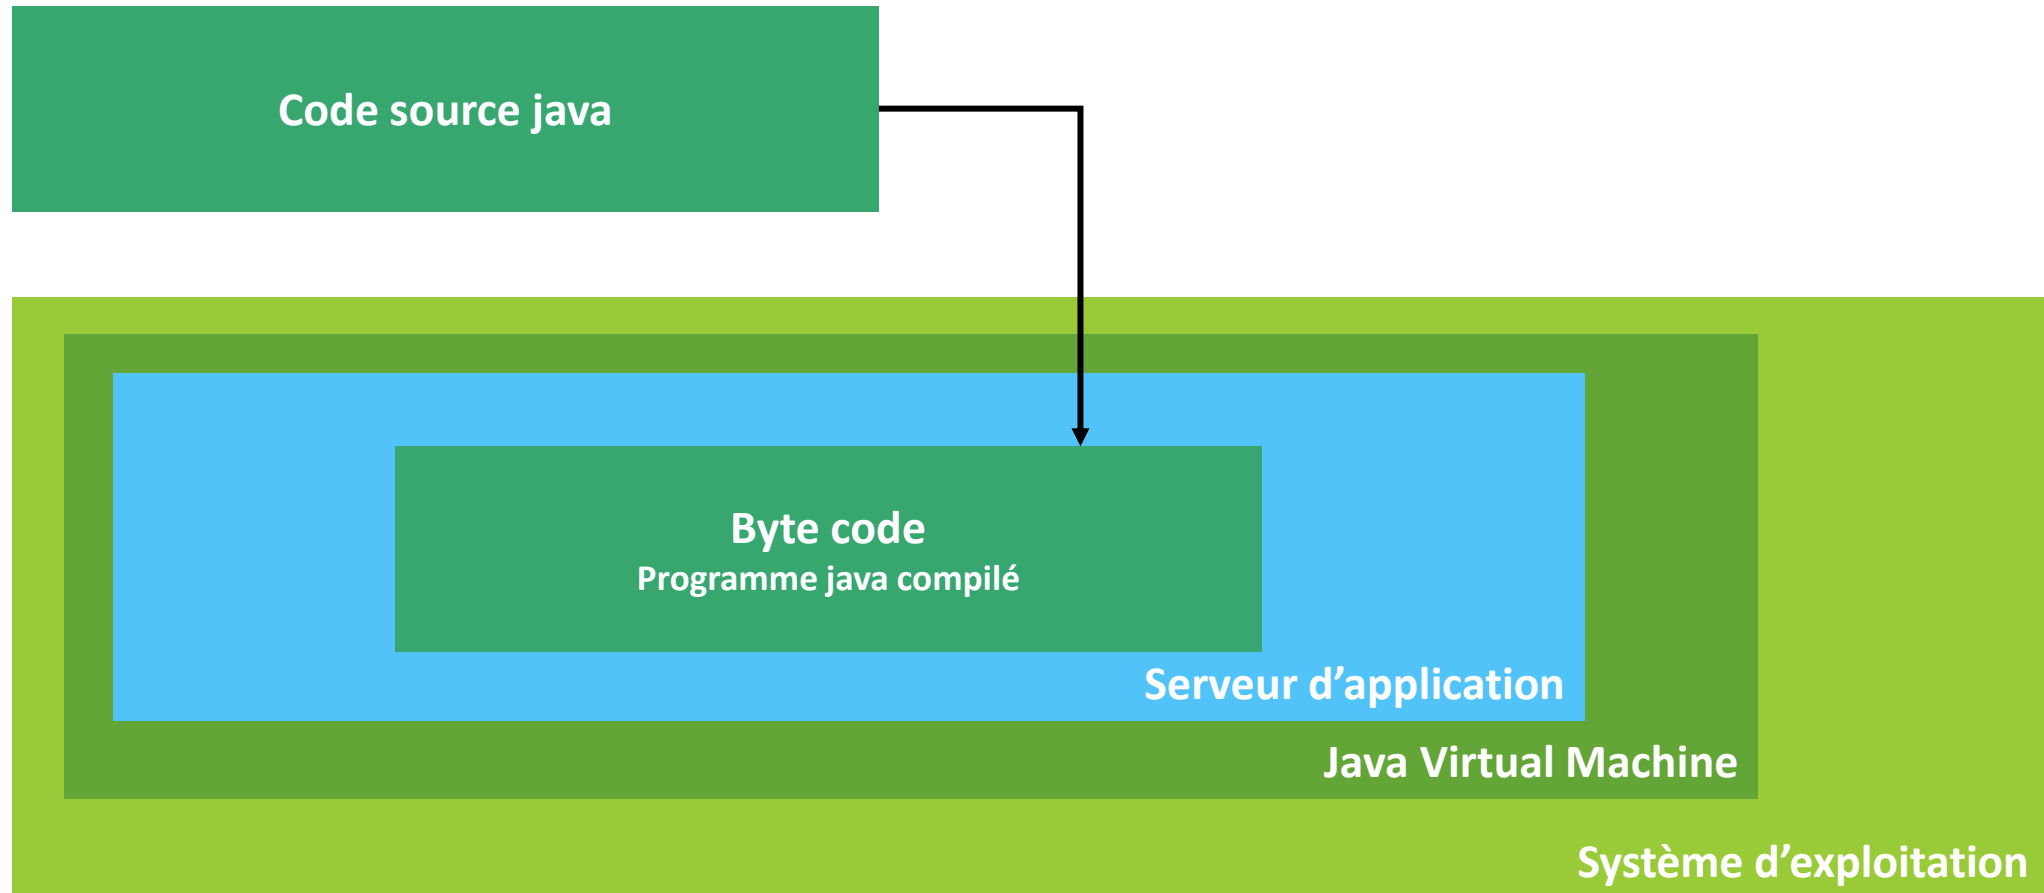 Code source java
Byte code
Programme java compilé
Serveur d’application
Java Virtual Machine
Système d’exploitation